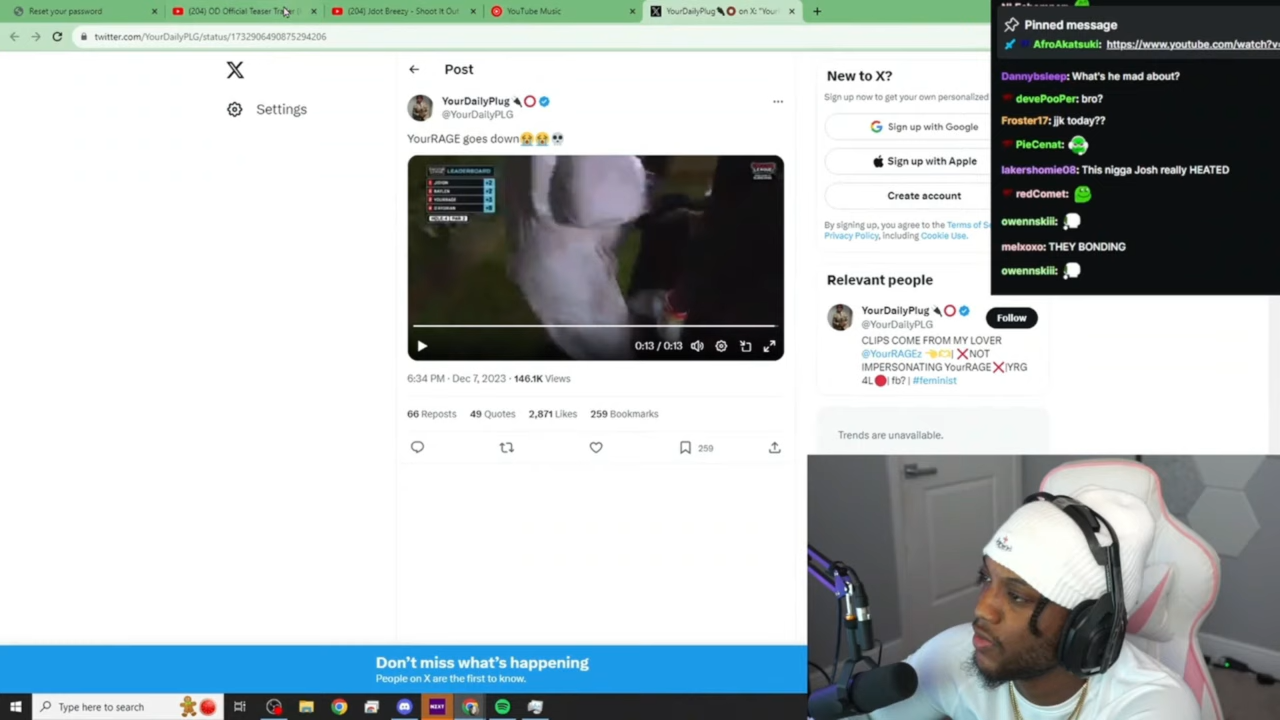 Reset your password
(204) OD Official Teaser Trailer
(204) Jdot Breezy - Shoot It Out
YouTube Music
YourDailyPlug on X: "Your
twitter.com/YourDailyPLG/status/1732906490875294206
Settings
Post
YourDailyPlug
@YourDailyPLG
YourRAGE goes down😭😭💀
LEADERBOARD
YOURRAGE
0:13 / 0:13
6:34 PM · Dec 7, 2023 · 146.1K Views
66 Reposts 49 Quotes 2,871 Likes 259 Bookmarks
259
New to X?
Sign up now to get your own personalized
Sign up with Google
Sign up with Apple
Create account
By signing up, you agree to the Terms of S
Privacy Policy, including Cookie Use.
Relevant people
YourDailyPlug
@YourDailyPLG
Follow
CLIPS COME FROM MY LOVER
@YourRAGEz 👈🫶| ❌NOT
IMPERSONATING YourRAGE❌|YRG
4L🔴| fb? | #feminist
Trends are unavailable.
Pinned message
AfroAkatsuki: https://www.youtube.com/watch?v
Dannybsleep: What's he mad about?
devePooPer: bro?
Froster17: jjk today??
PieCenat:
lakershomie08: This nigga Josh really HEATED
redComet:
owennskiii:
melxoxo: THEY BONDING
owennskiii:
Don't miss what's happening
People on X are the first to know.
Type here to search
NEXT